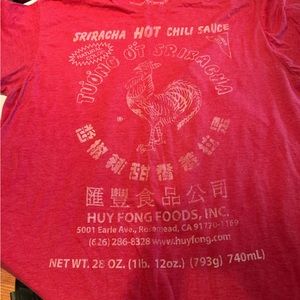 SRIRACHA HOT CHILI SAUCE
TƯƠNG ỚT SRIRACHA
®
匯豐食品公司
HUY FONG FOODS, INC.
5001 Earle Ave., Rosemead, CA 91770-1169
(626) 286-8328 www.huyfong.com
NET WT. 28 OZ. (1lb. 12oz.) (793g) 740mL)